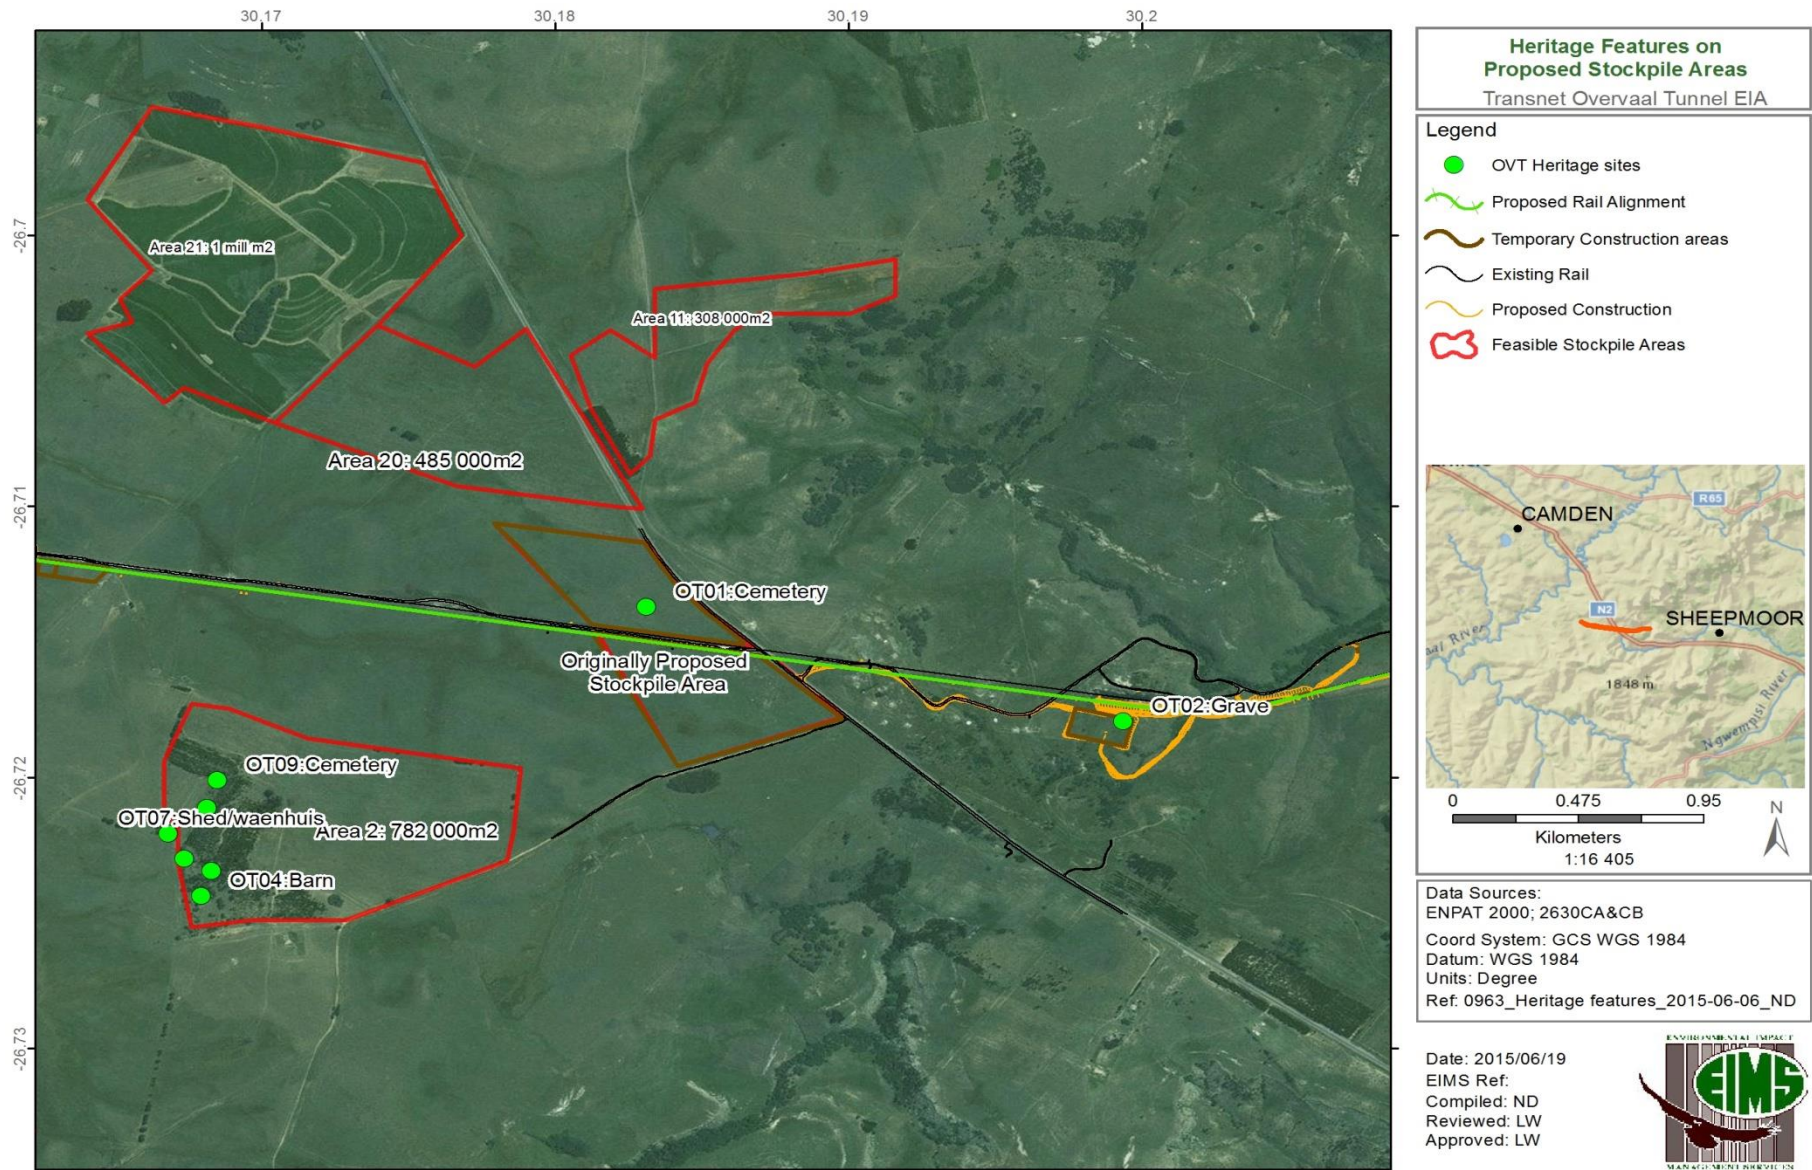 30.17 30.18 30.19 30.2
-26.7
-26.71
-26.72
-26.73
Area 21: 1 mill m2
Area 11: 308 000m2
Area 20: 485 000m2
OT01:Cemetery
Originally Proposed
Stockpile Area
OT02:Grave
OT09:Cemetery
OT07:Shed/waenhuis
Area 2: 782 000m2
OT04:Barn
Heritage Features on
Proposed Stockpile Areas
Transnet Overvaal Tunnel EIA
Legend
OVT Heritage sites
Proposed Rail Alignment
Temporary Construction areas
Existing Rail
Proposed Construction
Feasible Stockpile Areas
R65
CAMDEN
N2
SHEEPMOOR
River
1848 m
Ngwempisi River
0 0.475 0.95
Kilometers
1:16 405
N
Data Sources:
ENPAT 2000; 2630CA&CB
Coord System: GCS WGS 1984
Datum: WGS 1984
Units: Degree
Ref: 0963_Heritage features_2015-06-06_ND
Date: 2015/06/19
EIMS Ref:
Compiled: ND
Reviewed: LW
Approved: LW
ENVIRONMENTAL IMPACT
EIMS
MANAGEMENT SERVICES